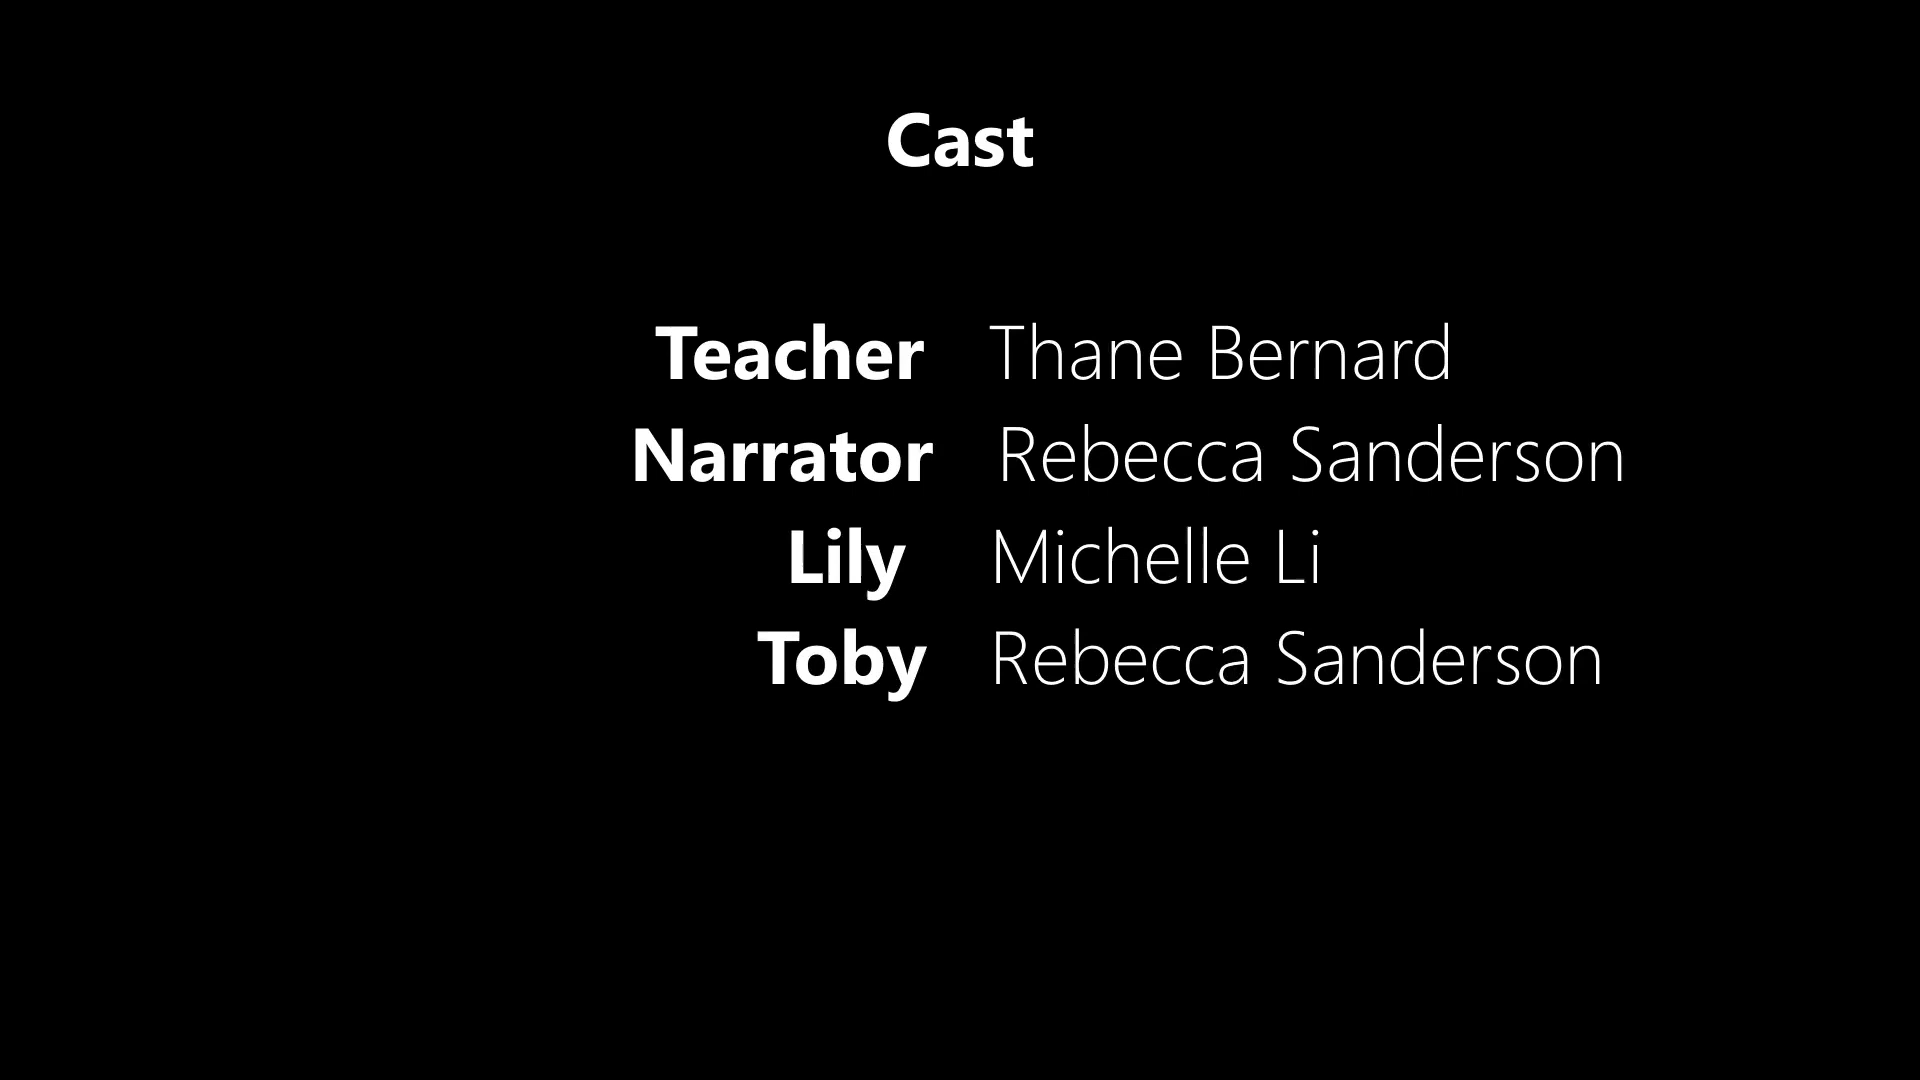 Cast
Teacher Thane Bernard
Narrator Rebecca Sanderson
Lily Michelle Li
Toby Rebecca Sanderson